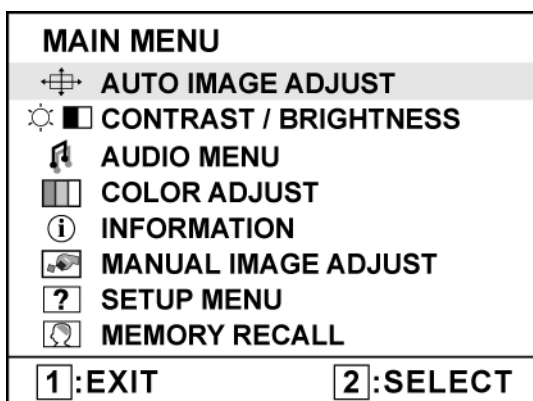 MAIN MENU
AUTO IMAGE ADJUST
CONTRAST / BRIGHTNESS
AUDIO MENU
COLOR ADJUST
i INFORMATION
MANUAL IMAGE ADJUST
? SETUP MENU
MEMORY RECALL
1:EXIT 2:SELECT